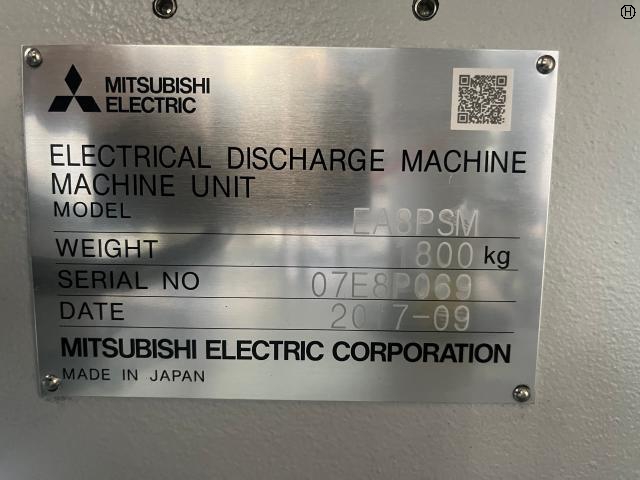 MITSUBISHI
ELECTRIC
ELECTRICAL DISCHARGE MACHINE
MACHINE UNIT
MODEL EA8PSM
WEIGHT 1800 kg
SERIAL NO 07E8P069
DATE 2017-09
MITSUBISHI ELECTRIC CORPORATION
MADE IN JAPAN
H